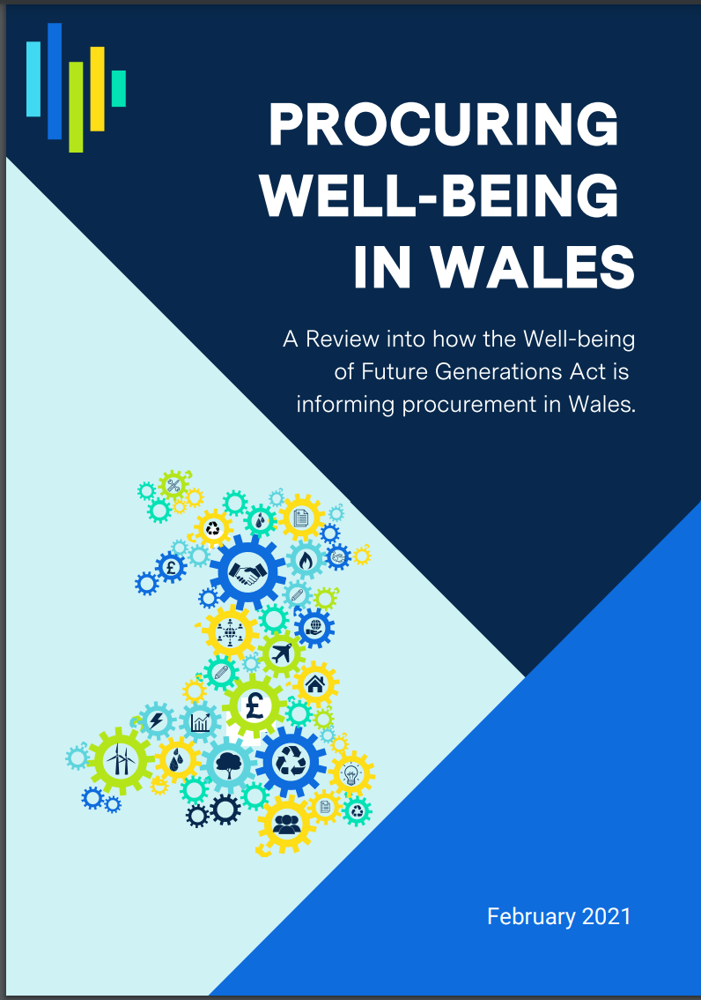 PROCURING
WELL-BEING
IN WALES
A Review into how the Well-being
of Future Generations Act is
informing procurement in Wales.
£
£
February 2021